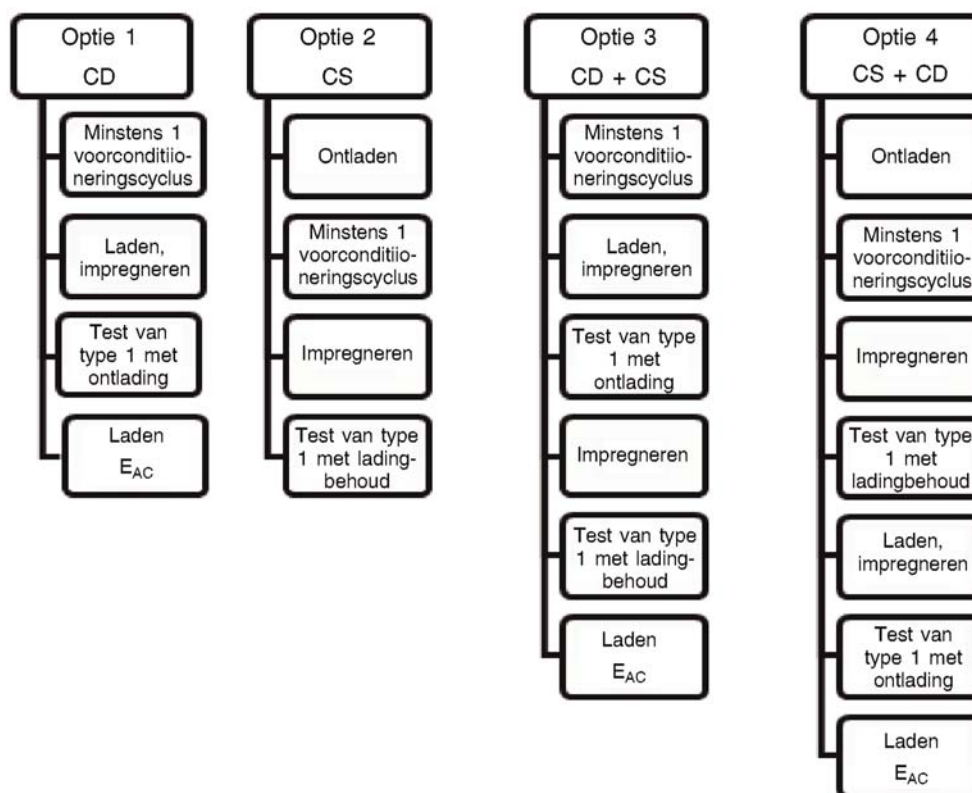 Optie 1
CD
Minstens 1
voorconditiio-
neringscyclus
Laden,
impregneren
Test van
type 1 met
ontlading
Laden
EAC
Optie 2
CS
Ontladen
Minstens 1
voorconditiio-
neringscyclus
Impregneren
Test van type
1 met lading-
behoud
Optie 3
CD + CS
Minstens 1
voorconditiio-
neringscyclus
Laden,
impregneren
Test van type
1 met
ontlading
Impregneren
Test van type
1 met lading-
behoud
Laden
EAC
Optie 4
CS + CD
Ontladen
Minstens 1
voorconditiio-
neringscyclus
Impregneren
Test van type
1 met
ladingbehoud
Laden,
impregneren
Test van
type 1 met
ontlading
Laden
EAC